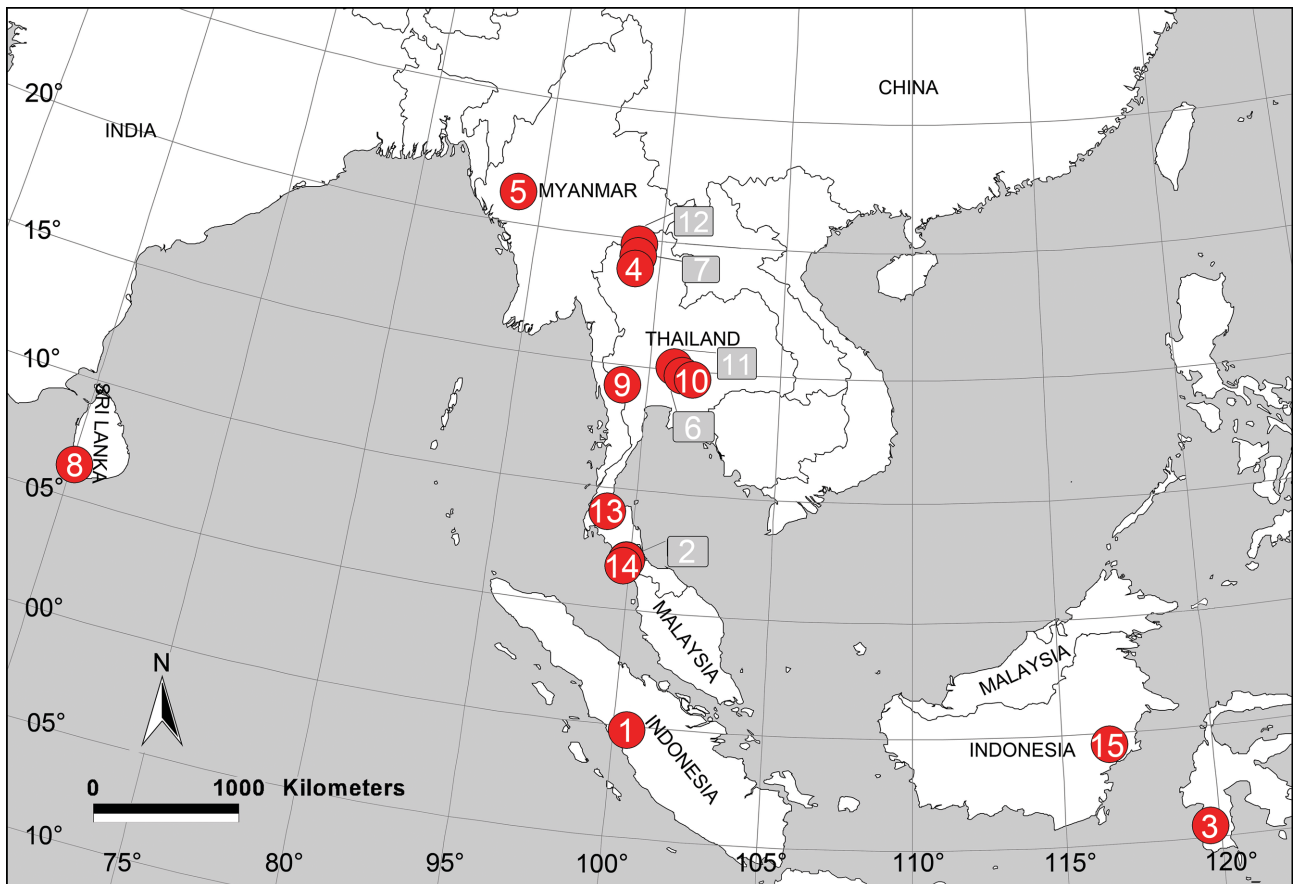 20°
CHINA
INDIA
5
MYANMAR
12
15°
4
7
THAILAND
10°
11
9
10
SRI LANKA
6
8
05°
13
2
14
00°
MALAYSIA
N
MALAYSIA
05°
1
INDONESIA
INDONESIA
15
0
1000 Kilometers
3
10°
75°
80°
95°
100°
105°
110°
115°
120°